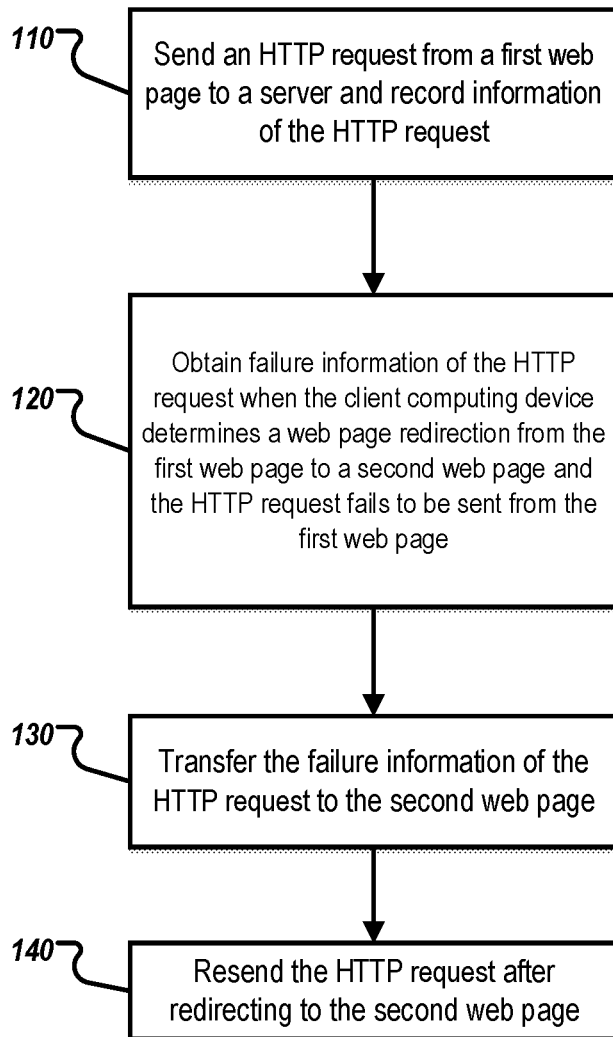 110
Send an HTTP request from a first web
page to a server and record information
of the HTTP request
120
Obtain failure information of the HTTP
request when the client computing device
determines a web page redirection from the
first web page to a second web page and
the HTTP request fails to be sent from the
first web page
130
Transfer the failure information of the
HTTP request to the second web page
140
Resend the HTTP request after
redirecting to the second web page